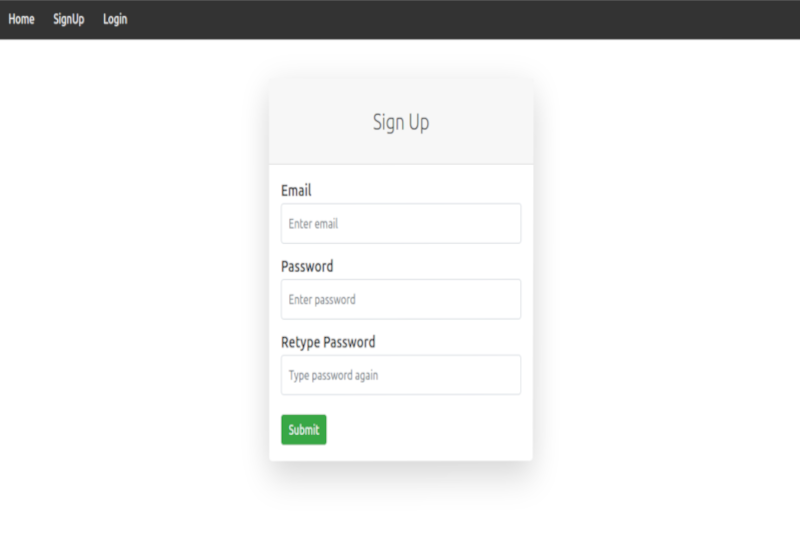 Home SignUp Login
Sign Up
Email
Enter email
Password
Enter password
Retype Password
Type password again
Submit